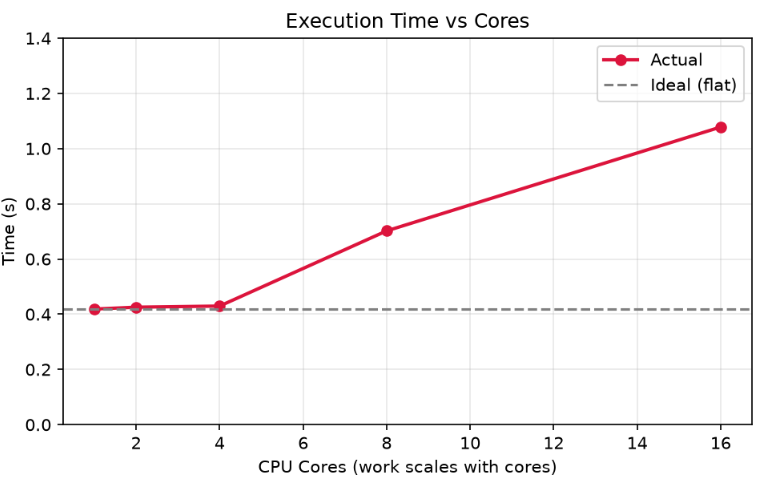 Execution Time vs Cores
1.4
1.2
1.0
0.8
0.6
0.4
0.2
0.0
Time (s)
Actual
Ideal (flat)
2 4 6 8 10 12 14 16
CPU Cores (work scales with cores)